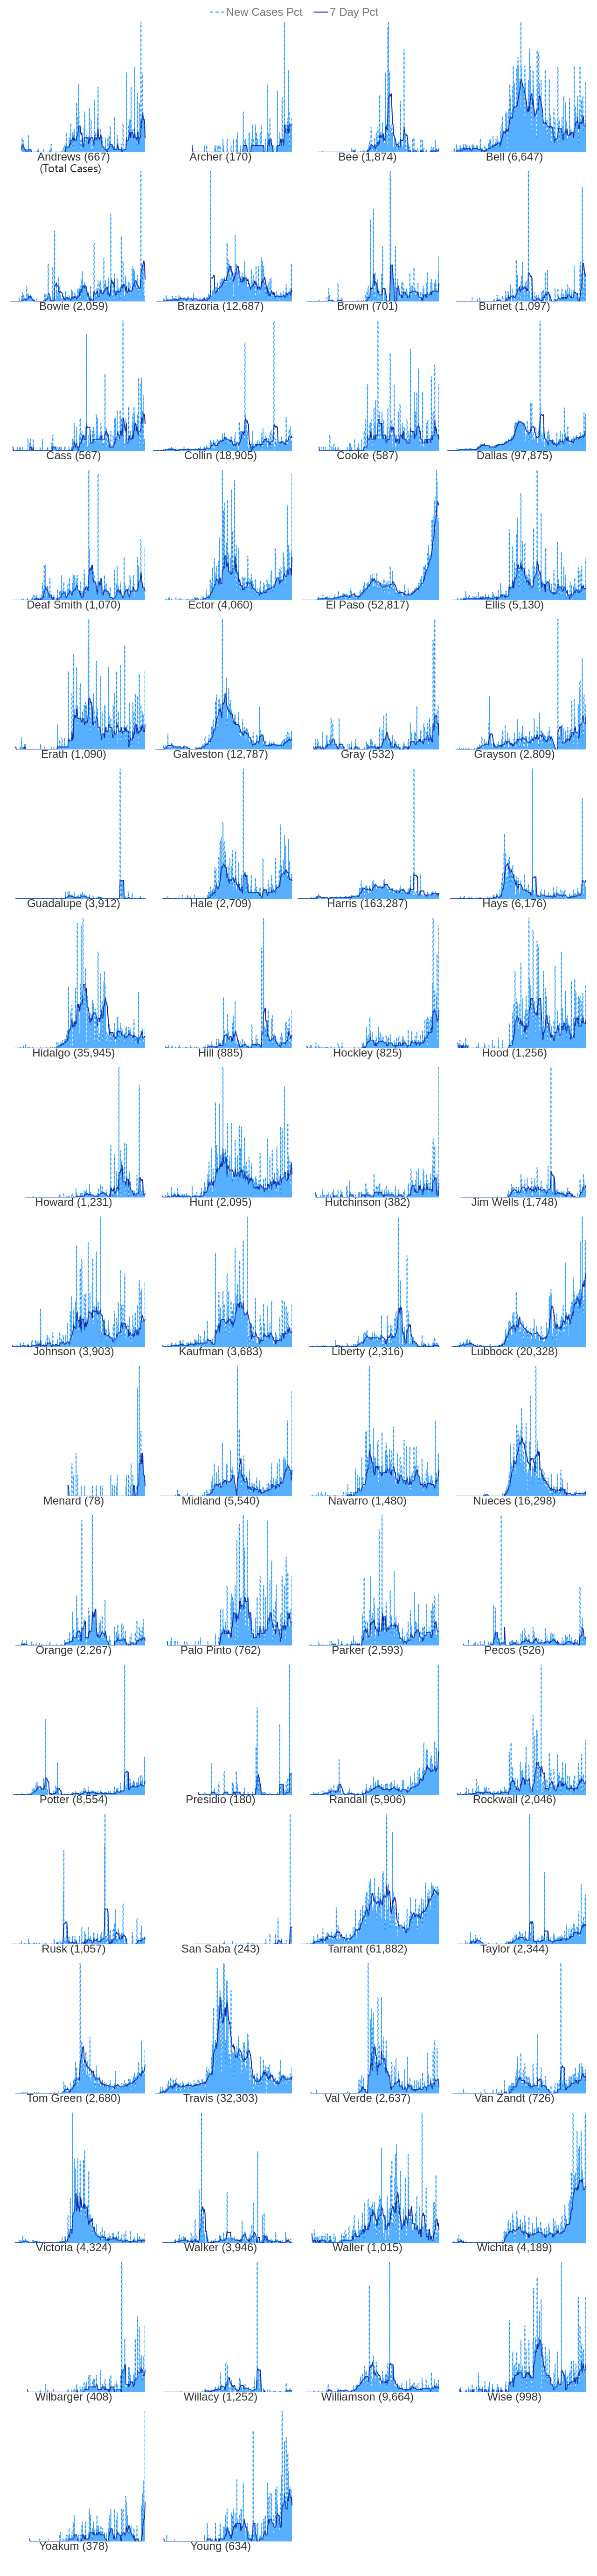 New Cases Pct 7 Day Pct
Andrews (667) Archer (170) Bee (1,874) Bell (6,647)
(Total Cases)
Bowie (2,059) Brazoria (12,687) Brown (701) Burnet (1,097)
Cass (567) Collin (18,905) Cooke (587) Dallas (97,875)
Deaf Smith (1,070) Ector (4,060) El Paso (52,817) Ellis (5,130)
Erath (1,090) Galveston (12,787) Gray (532) Grayson (2,809)
Guadalupe (3,912) Hale (2,709) Harris (163,287) Hays (6,176)
Hidalgo (35,945) Hill (885) Hockley (825) Hood (1,256)
Howard (1,231) Hunt (2,095) Hutchinson (382) Jim Wells (1,748)
Johnson (3,903) Kaufman (3,683) Liberty (2,316) Lubbock (20,328)
Menard (78) Midland (5,540) Navarro (1,480) Nueces (16,298)
Orange (2,267) Palo Pinto (762) Parker (2,593) Pecos (526)
Potter (8,554) Presidio (180) Randall (5,906) Rockwall (2,046)
Rusk (1,057) San Saba (243) Tarrant (61,882) Taylor (2,344)
Tom Green (2,680) Travis (32,303) Val Verde (2,637) Van Zandt (726)
Victoria (4,324) Walker (3,946) Waller (1,015) Wichita (4,189)
Wilbarger (408) Willacy (1,252) Williamson (9,664) Wise (998)
Yoakum (378) Young (634)